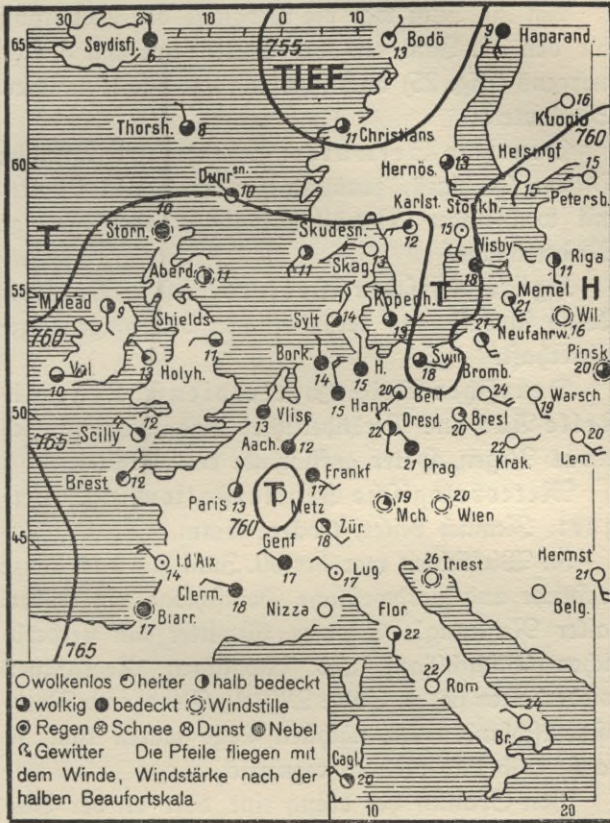 30 20 10 0 10 20 30
65
Seydisfj.
6
755
TIEF
Bodö
13
9 Haparand.
16
Kuopio
760
Thorsh. 8
11 Christians
Hernös. 13
Helsingf
15
15
Petersb.
60
Dunr
10
Karlst.
12
Stockh.
15
T
Storn.
10
Skudesn.
11
Skag. 13
Nisby
18
Riga
11
Aberd. 11
55
M.Head
9
Shields
11
Sylt 14
Kopenh.
13
T
Memel
21
H
Wil.
16
760
Neufahrw.
21
Val
10
Holyh.
13
Bork.
14
H.
15
Swin
18
Bromb.
24
Pinsk
20
50
Hann.
15
20
Berl
Warsch
19
Scilly
12
Vliss
13
Dresd.
22
Bresl
20
20
765
Aach. 12
Prag
21
Krak.
22
Lem.
20
Brest
12
Frankf
17
Paris
13
T
Metz
760
19
Mch.
20
Wien
Zür.
18
45
Genf
17
I.d'Aix
14
Lug
17
26 Triest
Hermst
21
Clerm.
18
Belg.
Biarr.
17
Nizza
Flor
22
765
22
Rom
24
Br.
Cagl.
20
10 20
wolkenlos heiter halb bedeckt
wolkig bedeckt Windstille
Regen Schnee Dunst Nebel
Gewitter Die Pfeile fliegen mit
dem Winde, Windstärke nach der
halben Beaufortskala